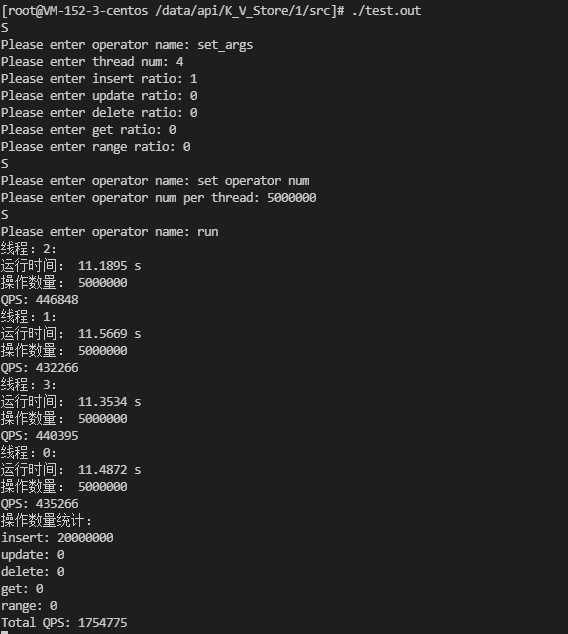 [root@VM-152-3-centos /data/api/K_V_Store/1/src]# ./test.out
S
Please enter operator name: set_args
Please enter thread num: 4
Please enter insert ratio: 1
Please enter update ratio: 0
Please enter delete ratio: 0
Please enter get ratio: 0
Please enter range ratio: 0
S
Please enter operator name: set operator num
Please enter operator num per thread: 5000000
S
Please enter operator name: run
线程: 2:
运行时间: 11.1895 s
操作数量: 5000000
QPS: 446848
线程: 1:
运行时间: 11.5669 s
操作数量: 5000000
QPS: 432266
线程: 3:
运行时间: 11.3534 s
操作数量: 5000000
QPS: 440395
线程: 0:
运行时间: 11.4872 s
操作数量: 5000000
QPS: 435266
操作数量统计:
insert: 20000000
update: 0
delete: 0
get: 0
range: 0
Total QPS: 1754775